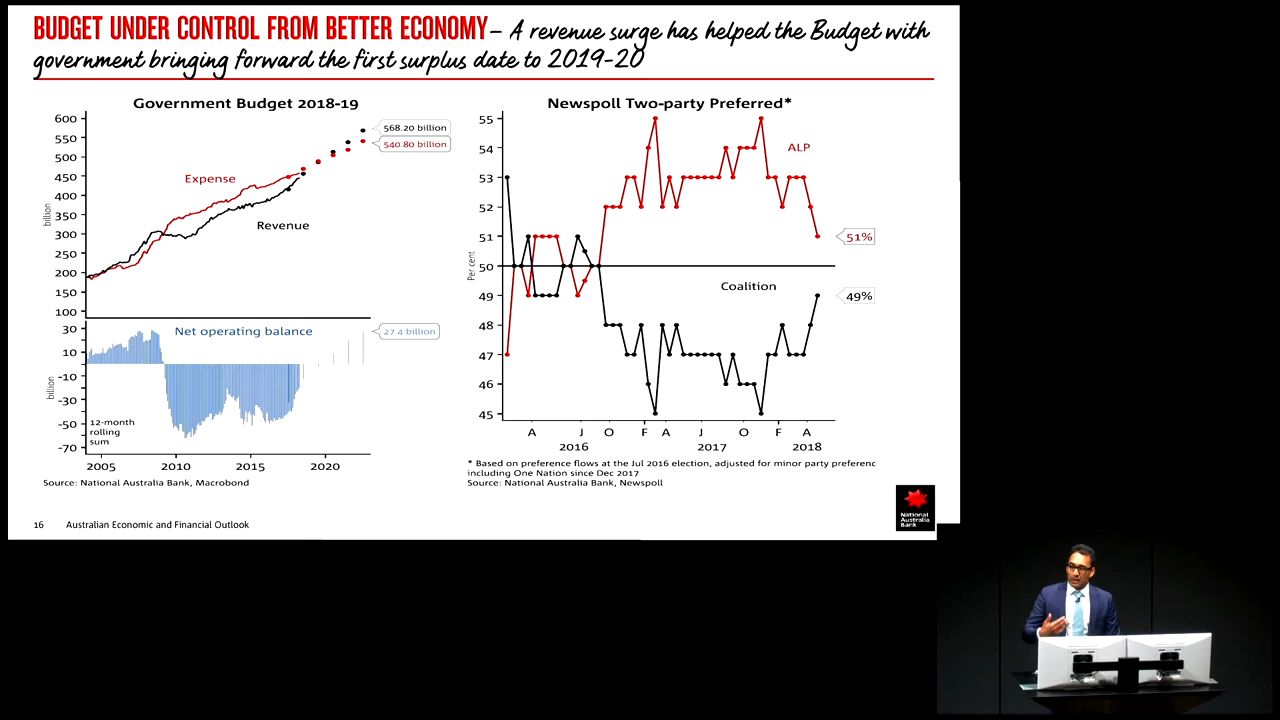 BUDGET UNDER CONTROL FROM BETTER ECONOMY – A revenue surge has helped the Budget with
government bringing forward the first surplus date to 2019-20
Government Budget 2018-19
600
550
500
450
400
350
300
250
200
150
100
billion
Expense
Revenue
568.20 billion
540.80 billion
30
10
-10
-30
-50
-70
billion
Net operating balance
27.4 billion
12-month
rolling
sum
2005
2010
2015
2020
Source: National Australia Bank, Macrobond
Newspoll Two-party Preferred*
55
54
53
52
51
50
49
48
47
46
45
Per cent
ALP
51%
Coalition
49%
A J O F A J O F A
2016 2017 2018
* Based on preference flows at the Jul 2016 election, adjusted for minor party preferenc
including One Nation since Dec 2017
Source: National Australia Bank, Newspoll
16 Australian Economic and Financial Outlook
National
Australia
Bank